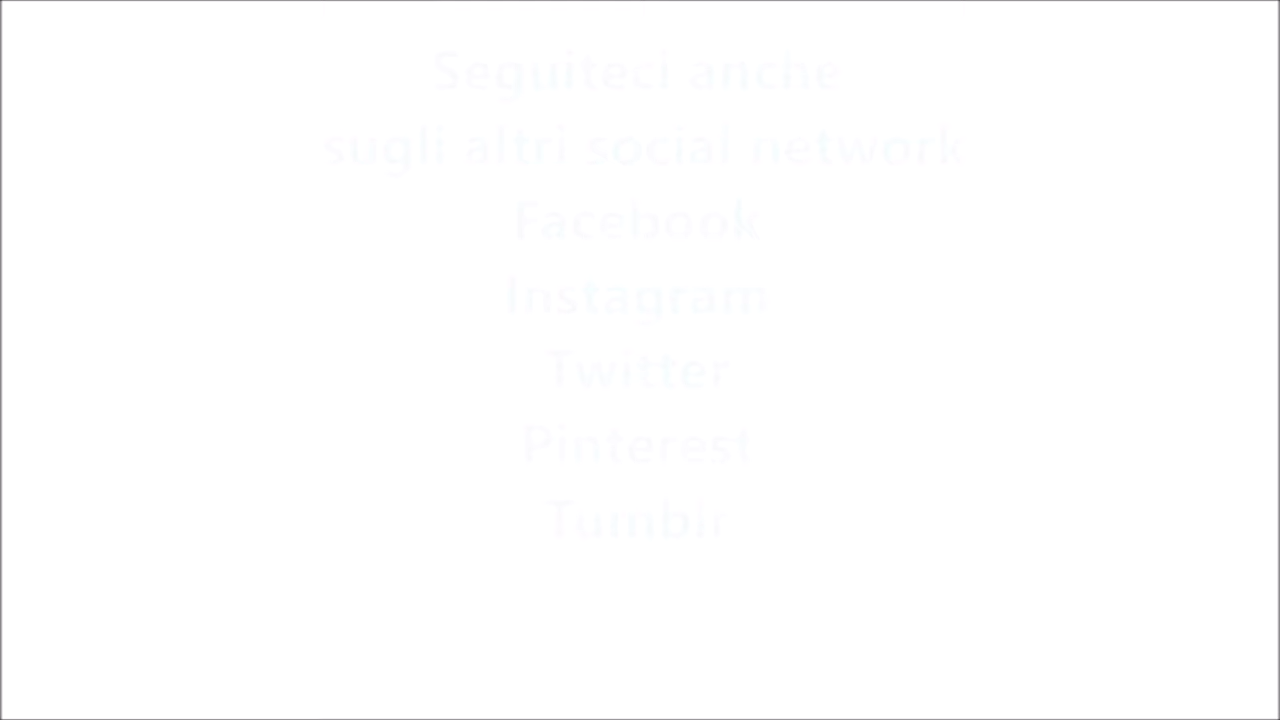 Seguiteci anche
sugli altri social network
Facebook
Instagram
Twitter
Pinterest
Tumblr